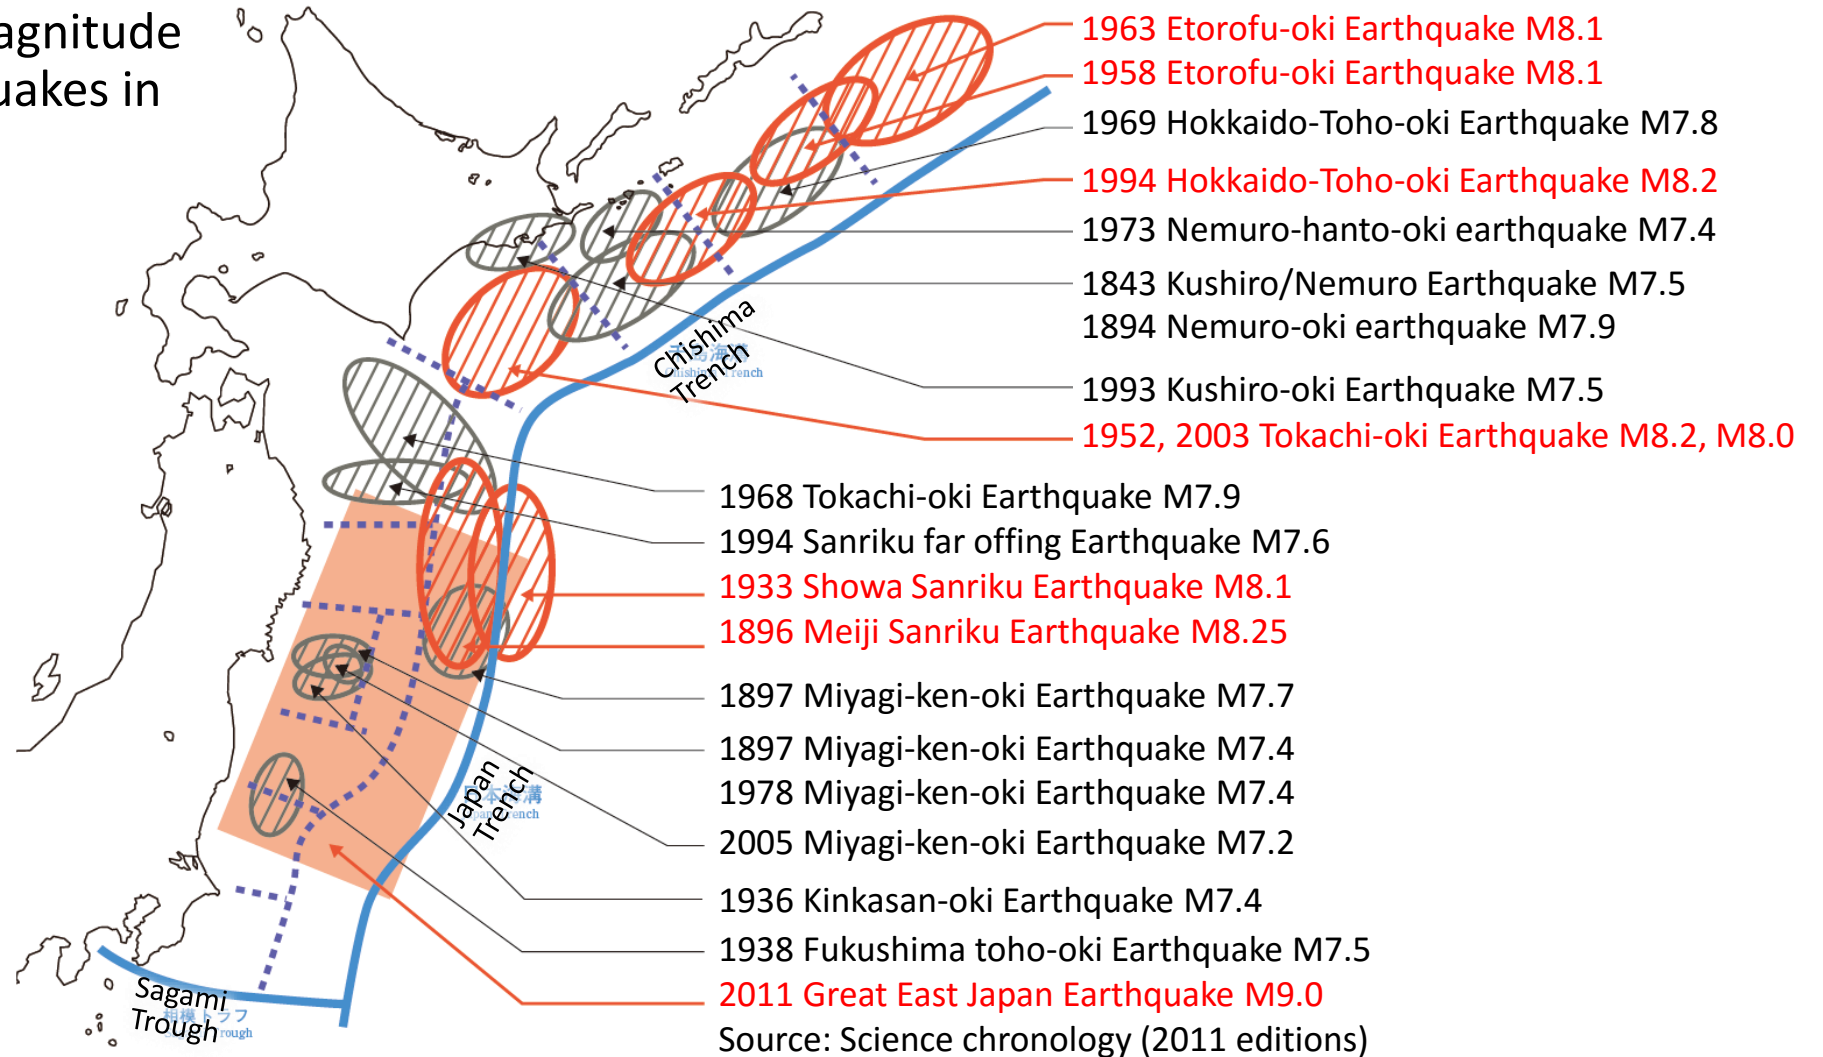 agnitude
uakes in
1963 Etorofu-oki Earthquake M8.1
1958 Etorofu-oki Earthquake M8.1
1969 Hokkaido-Toho-oki Earthquake M7.8
1994 Hokkaido-Toho-oki Earthquake M8.2
1973 Nemuro-hanto-oki earthquake M7.4
1843 Kushiro/Nemuro Earthquake M7.5
1894 Nemuro-oki earthquake M7.9
1993 Kushiro-oki Earthquake M7.5
1952, 2003 Tokachi-oki Earthquake M8.2, M8.0
Chishima
Trench
海溝
1968 Tokachi-oki Earthquake M7.9
1994 Sanriku far offing Earthquake M7.6
1933 Showa Sanriku Earthquake M8.1
1896 Meiji Sanriku Earthquake M8.25
1897 Miyagi-ken-oki Earthquake M7.7
1897 Miyagi-ken-oki Earthquake M7.4
1978 Miyagi-ken-oki Earthquake M7.4
2005 Miyagi-ken-oki Earthquake M7.2
1936 Kinkasan-oki Earthquake M7.4
1938 Fukushima toho-oki Earthquake M7.5
2011 Great East Japan Earthquake M9.0
Source: Science chronology (2011 editions)
Japan
Trench
Sagami
Trough
相模トラフ